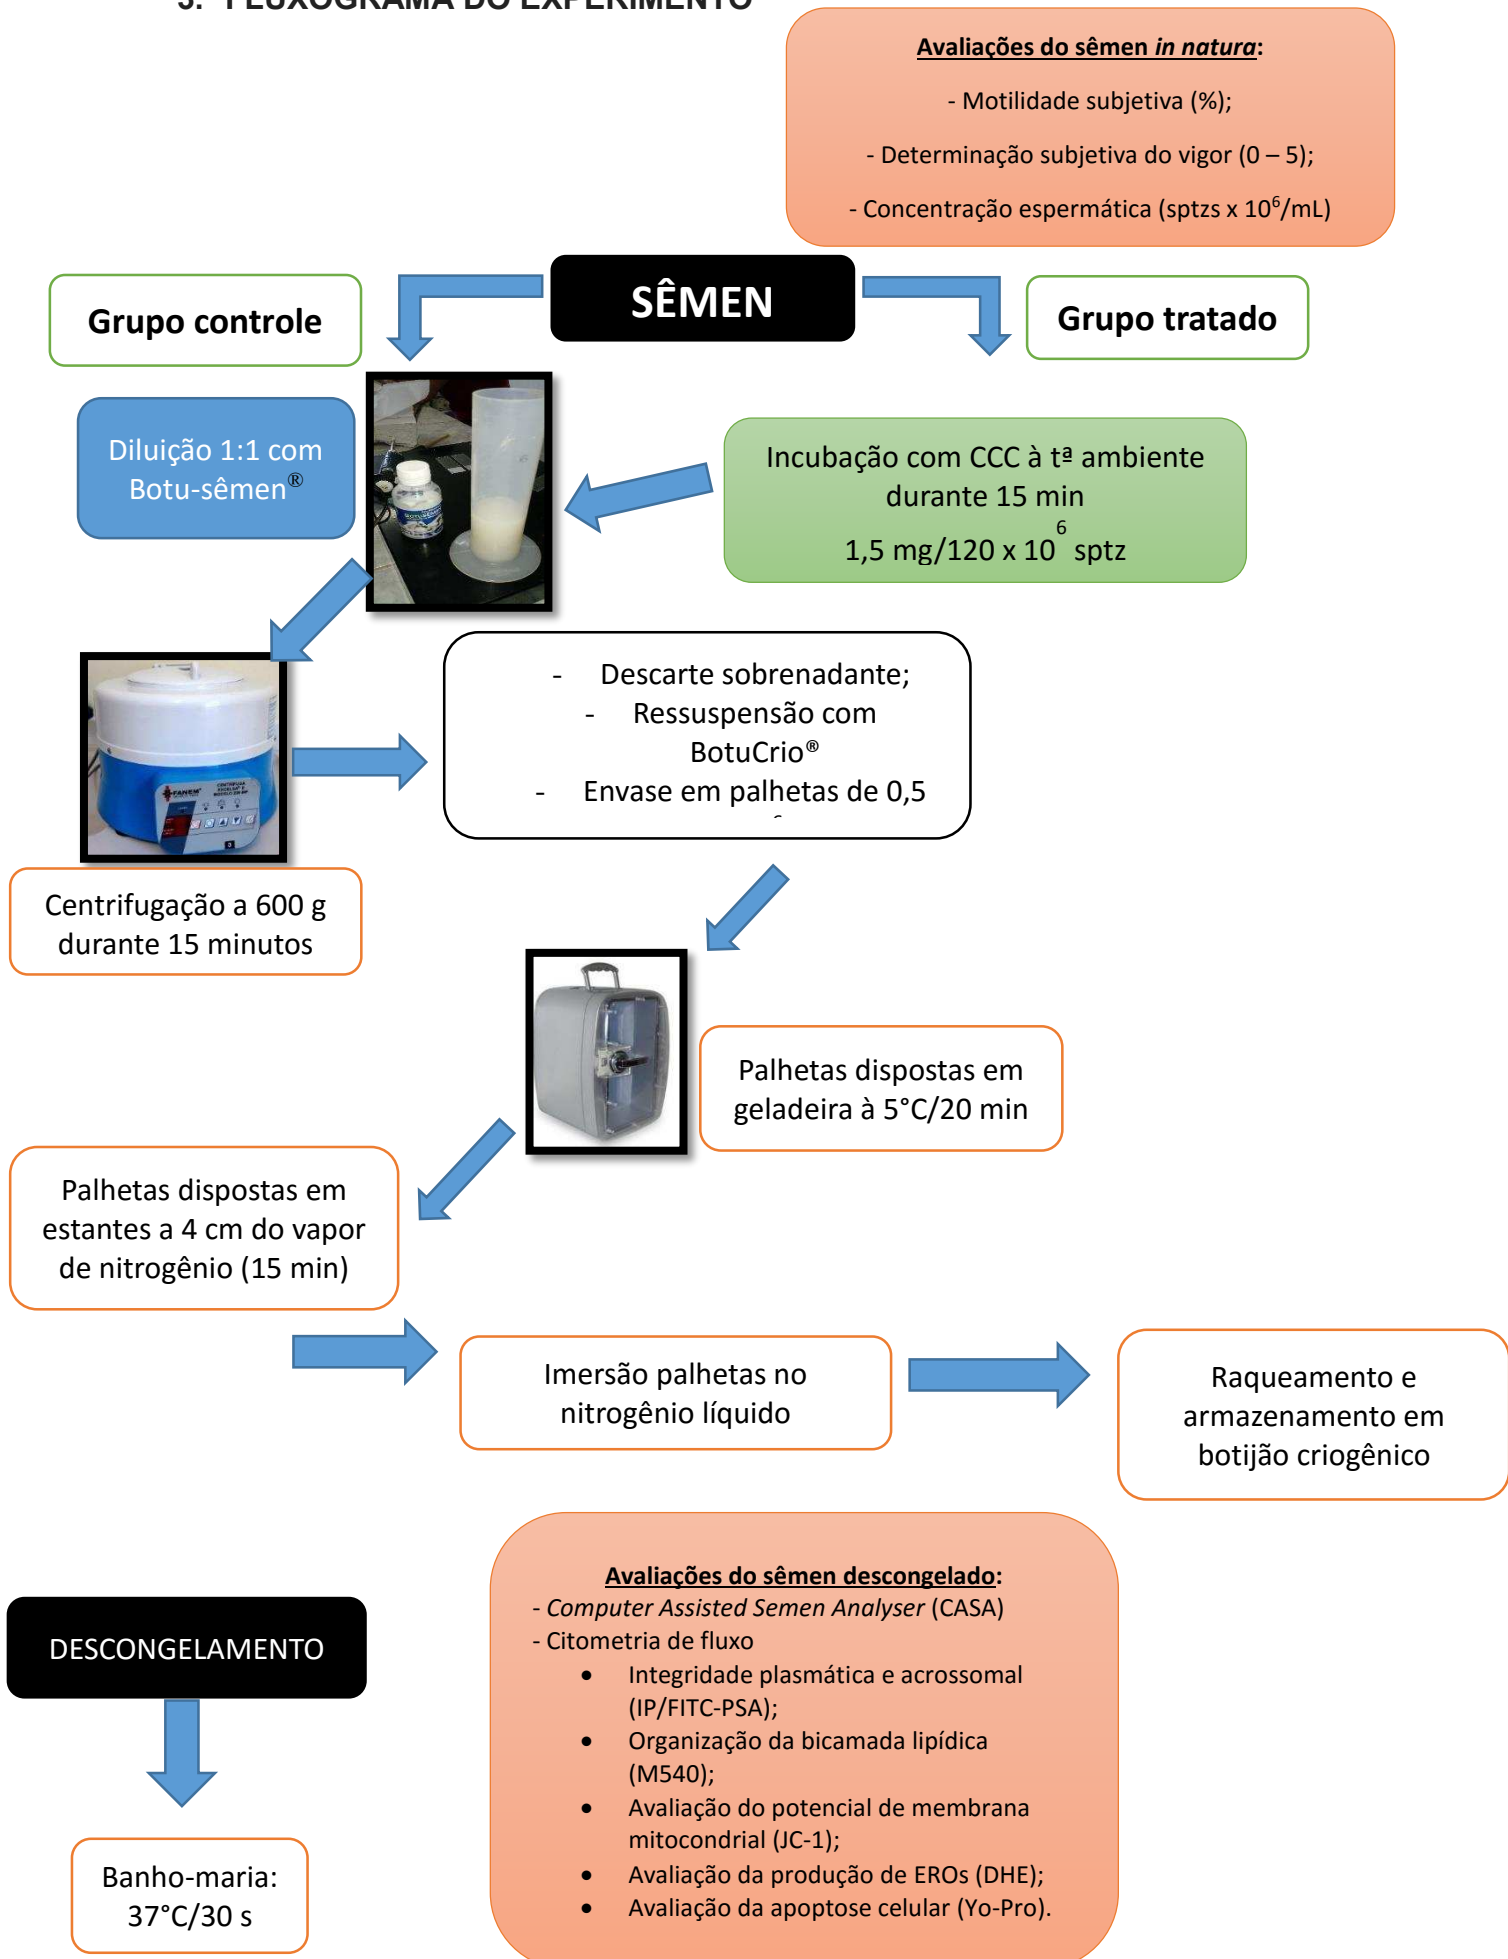 3. FLUXOGRAMA DO EXPERIMENTO
Avaliações do sêmen in natura:
- Motilidade subjetiva (%);
- Determinação subjetiva do vigor (0 – 5);
- Concentração espermática (sptzs x 10⁶/mL)
SÊMEN
Grupo controle
Grupo tratado
Diluição 1:1 com
Botu-sêmen®
Incubação com CCC à tª ambiente
durante 15 min
1,5 mg/120 x 10⁶ sptz
- Descarte sobrenadante;
- Ressuspensão com
BotuCrio®
- Envase em palhetas de 0,5
FANEM
Centrifugação a 600 g
durante 15 minutos
Palhetas dispostas em
geladeira à 5°C/20 min
Palhetas dispostas em
estantes a 4 cm do vapor
de nitrogênio (15 min)
Imersão palhetas no
nitrogênio líquido
Raqueamento e
armazenamento em
botijão criogênico
DESCONGELAMENTO
Banho-maria:
37°C/30 s
Avaliações do sêmen descongelado:
- Computer Assisted Semen Analyser (CASA)
- Citometria de fluxo
• Integridade plasmática e acrossomal
(IP/FITC-PSA);
• Organização da bicamada lipídica
(M540);
• Avaliação do potencial de membrana
mitocondrial (JC-1);
• Avaliação da produção de EROs (DHE);
• Avaliação da apoptose celular (Yo-Pro).